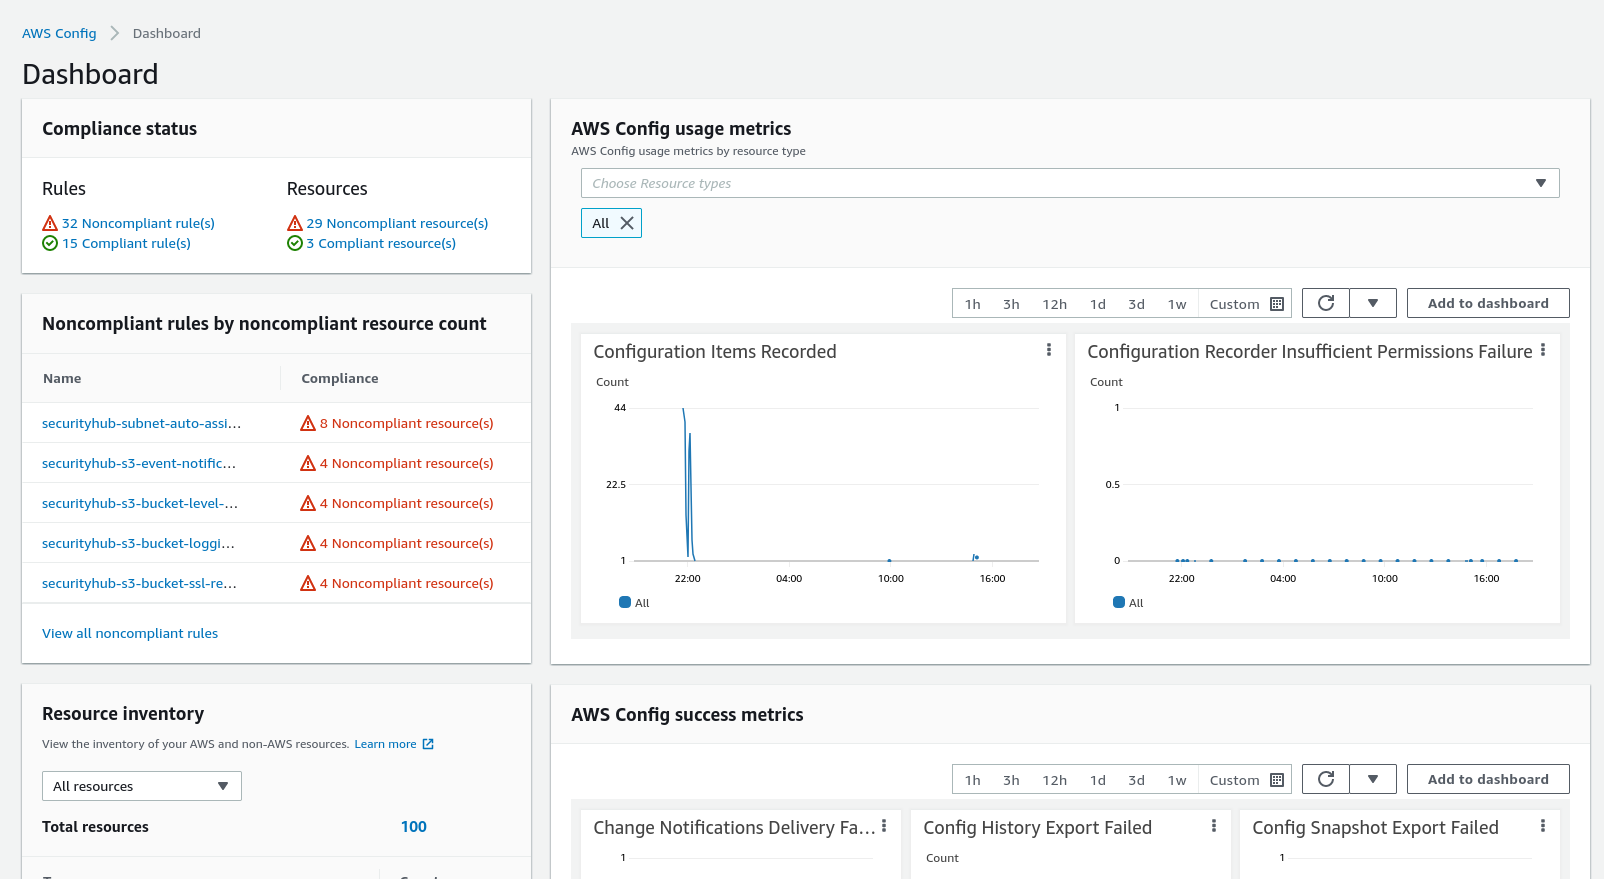 AWS Config > Dashboard
Dashboard
Compliance status
Rules
32 Noncompliant rule(s)
15 Compliant rule(s)
Resources
29 Noncompliant resource(s)
3 Compliant resource(s)
Noncompliant rules by noncompliant resource count
Name Compliance
securityhub-subnet-auto-assi... 8 Noncompliant resource(s)
securityhub-s3-event-notific... 4 Noncompliant resource(s)
securityhub-s3-bucket-level-... 4 Noncompliant resource(s)
securityhub-s3-bucket-loggi... 4 Noncompliant resource(s)
securityhub-s3-bucket-ssl-re... 4 Noncompliant resource(s)
View all noncompliant rules
Resource inventory
View the inventory of your AWS and non-AWS resources. Learn more
All resources
Total resources 100
AWS Config usage metrics
AWS Config usage metrics by resource type
Choose Resource types
All
1h 3h 12h 1d 3d 1w Custom Add to dashboard
Configuration Items Recorded
Count
44
22.5
1
22:00 04:00 10:00 16:00
All
Configuration Recorder Insufficient Permissions Failure
Count
1
0.5
0
22:00 04:00 10:00 16:00
All
AWS Config success metrics
1h 3h 12h 1d 3d 1w Custom Add to dashboard
Change Notifications Delivery Fa...
1
Config History Export Failed
Count
Config Snapshot Export Failed
1